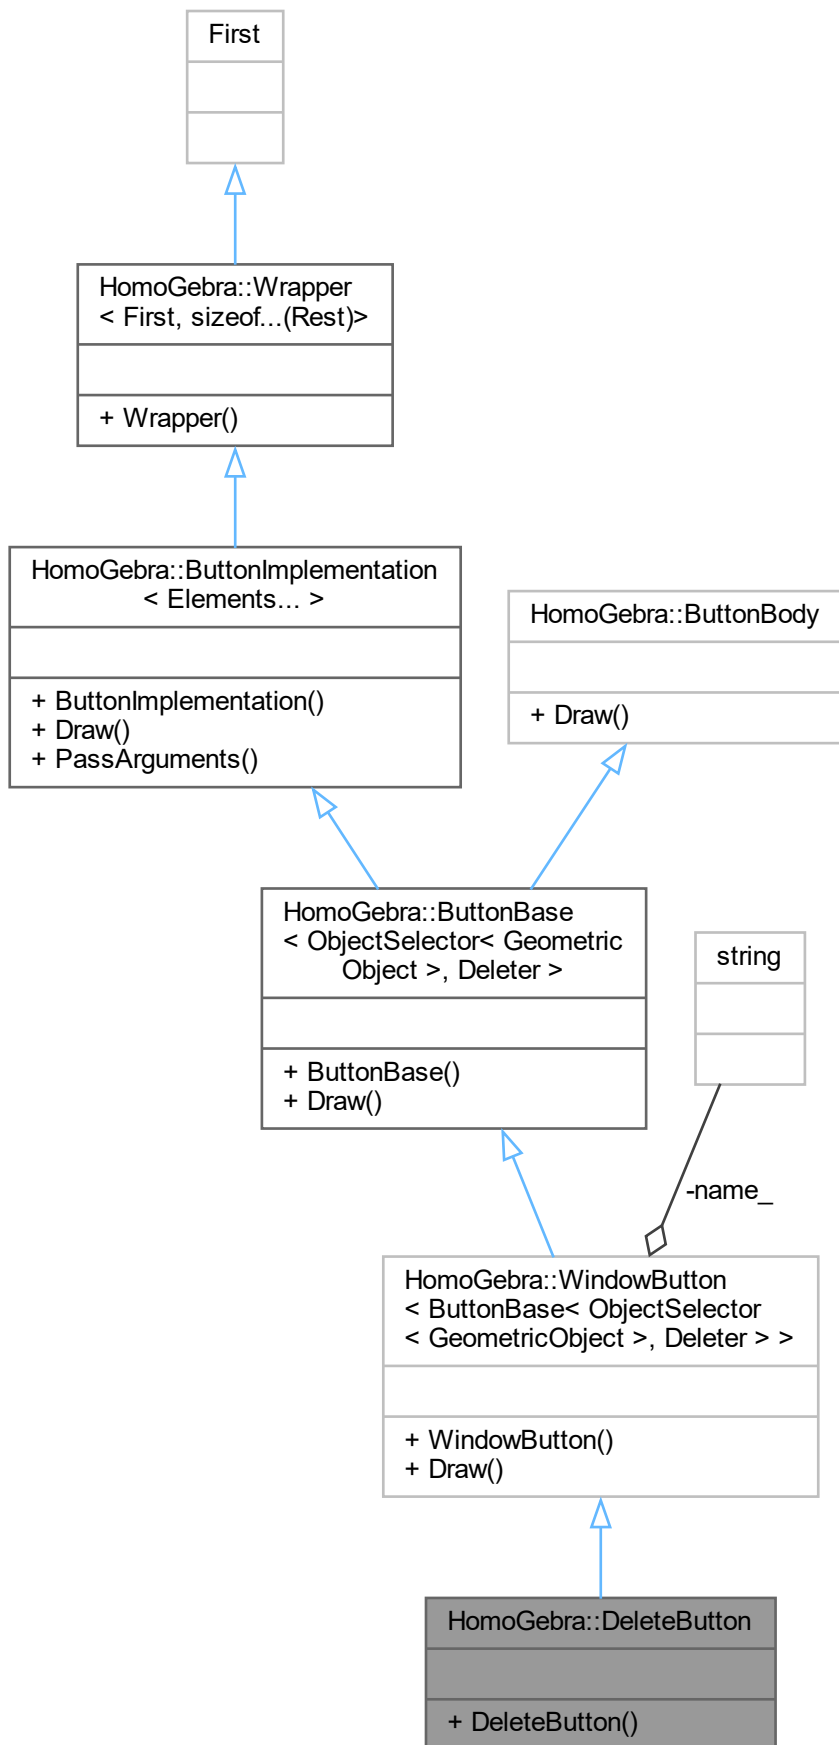 First
HomoGebra::Wrapper
< First, sizeof...(Rest)>
+ Wrapper()
HomoGebra::ButtonImplementation
< Elements... >
+ ButtonImplementation()
+ Draw()
+ PassArguments()
HomoGebra::ButtonBody
+ Draw()
HomoGebra::ButtonBase
< ObjectSelector< Geometric
Object >, Deleter >
+ ButtonBase()
+ Draw()
string
-name_
HomoGebra::WindowButton
< ButtonBase< ObjectSelector
< GeometricObject >, Deleter > >
+ WindowButton()
+ Draw()
HomoGebra::DeleteButton
+ DeleteButton()